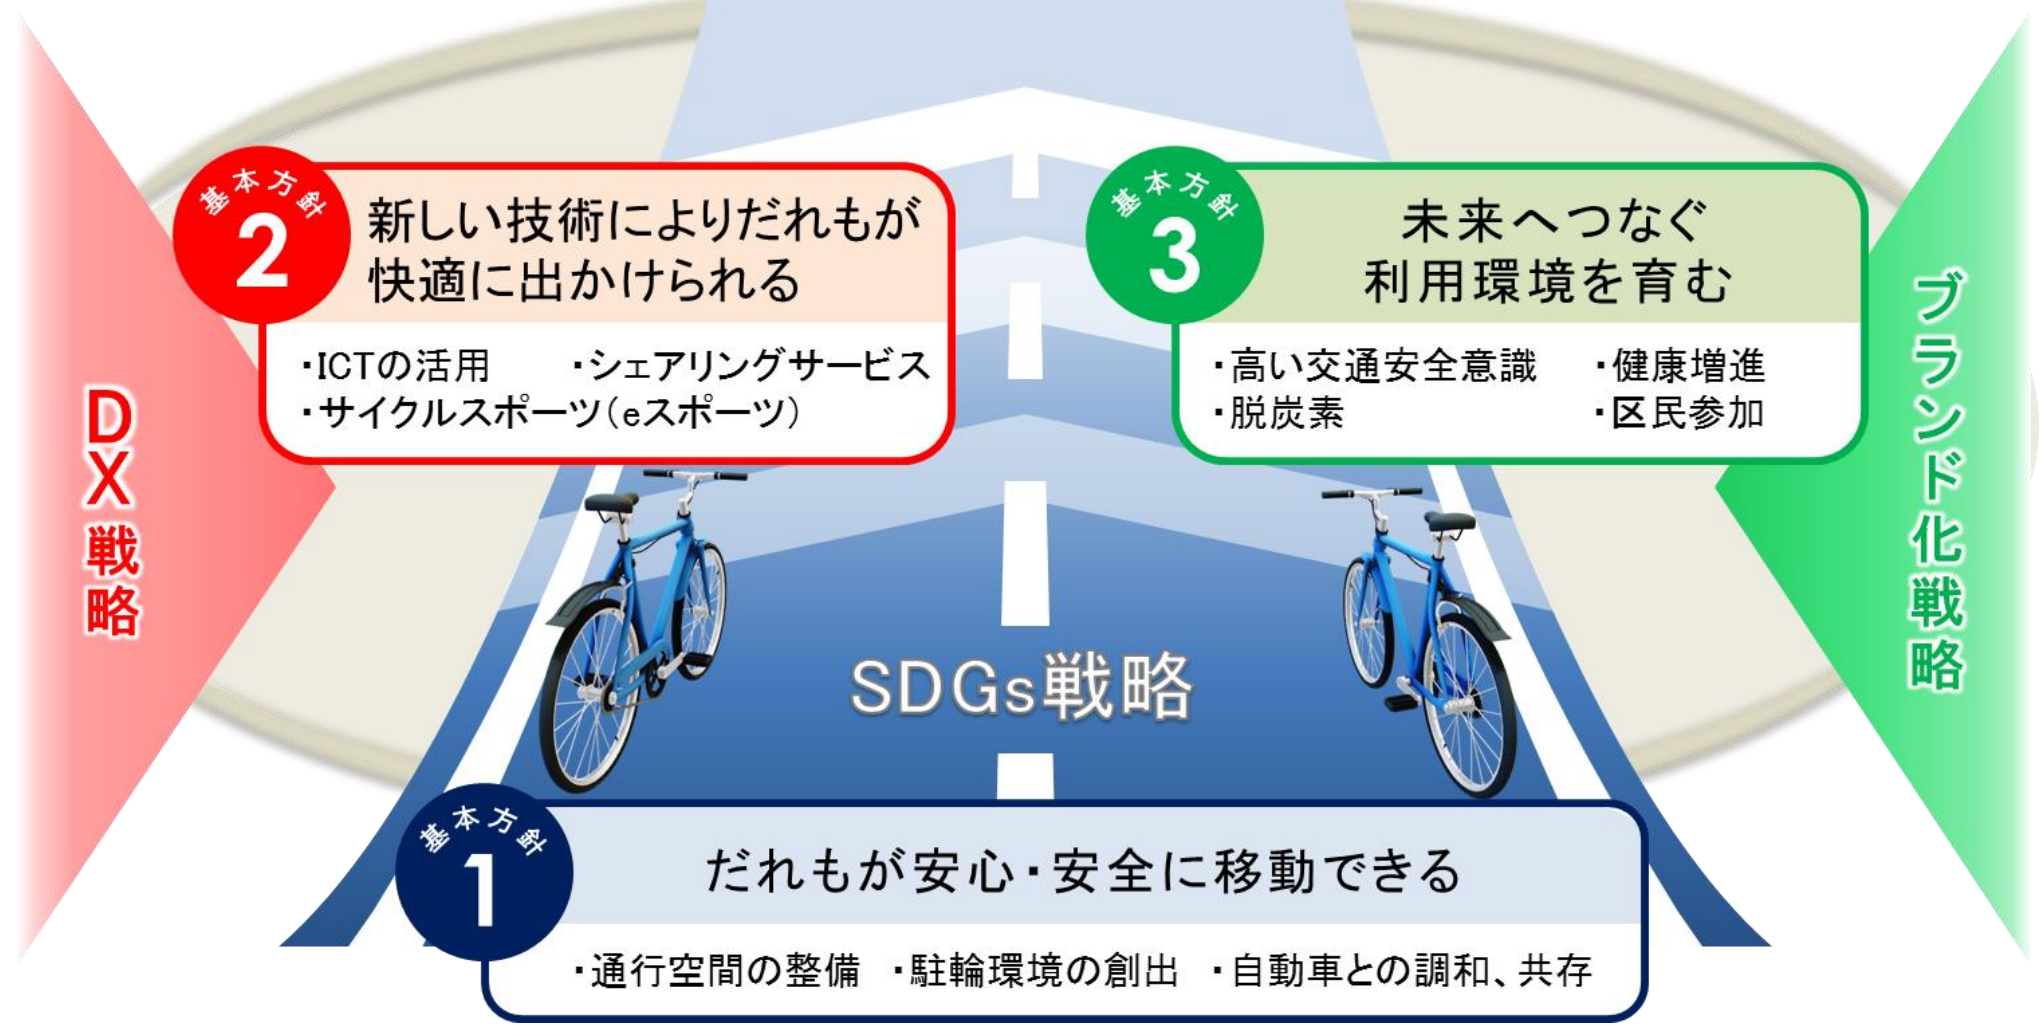 基本方針
2
新しい技術によりだれもが
快適に出かけられる
・ICTの活用 ・シェアリングサービス
・サイクルスポーツ(eスポーツ)
基本方針
3
未来へつなぐ
利用環境を育む
・高い交通安全意識 ・健康増進
・脱炭素 ・区民参加
DX戦略
ブランド化戦略
SDGs戦略
基本方針
1
だれもが安心・安全に移動できる
・通行空間の整備 ・駐輪環境の創出 ・自動車との調和、共存